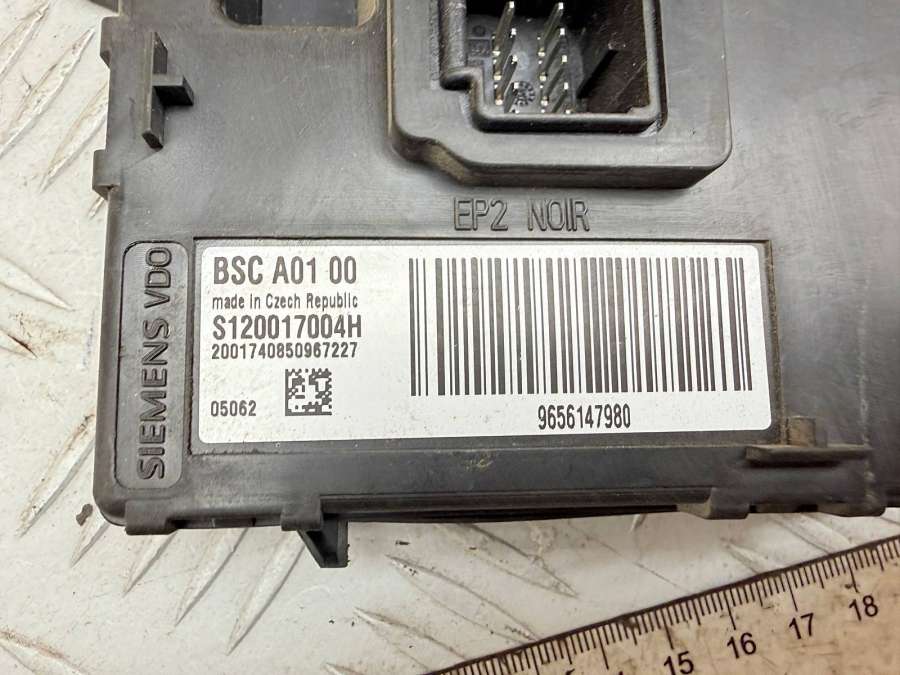 EP2 NOIR
SIEMENS VDO
BSC A01 00
made in Czech Republic
S120017004H
2001740850967227
05062
9656147980
15 16 17 18